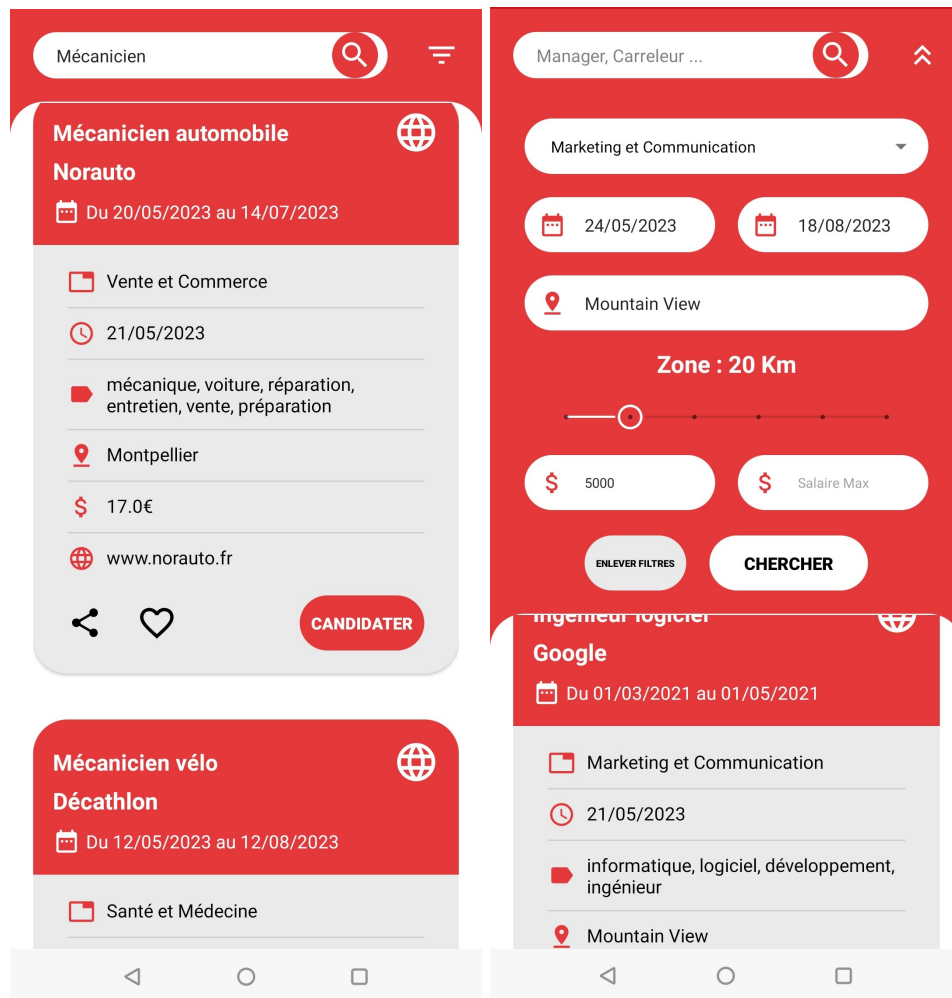 Mécanicien
Mécanicien automobile
Norauto
Du 20/05/2023 au 14/07/2023
Vente et Commerce
21/05/2023
mécanique, voiture, réparation,
entretien, vente, préparation
Montpellier
17.0€
www.norauto.fr
CANDIDATER
Mécanicien vélo
Décathlon
Du 12/05/2023 au 12/08/2023
Santé et Médecine
Manager, Carreleur ...
Marketing et Communication
24/05/2023
18/08/2023
Mountain View
Zone : 20 Km
$ 5000
$ Salaire Max
ENLEVER FILTRES
CHERCHER
Ingénieur logiciel
Google
Du 01/03/2021 au 01/05/2021
Marketing et Communication
21/05/2023
informatique, logiciel, développement,
ingénieur
Mountain View